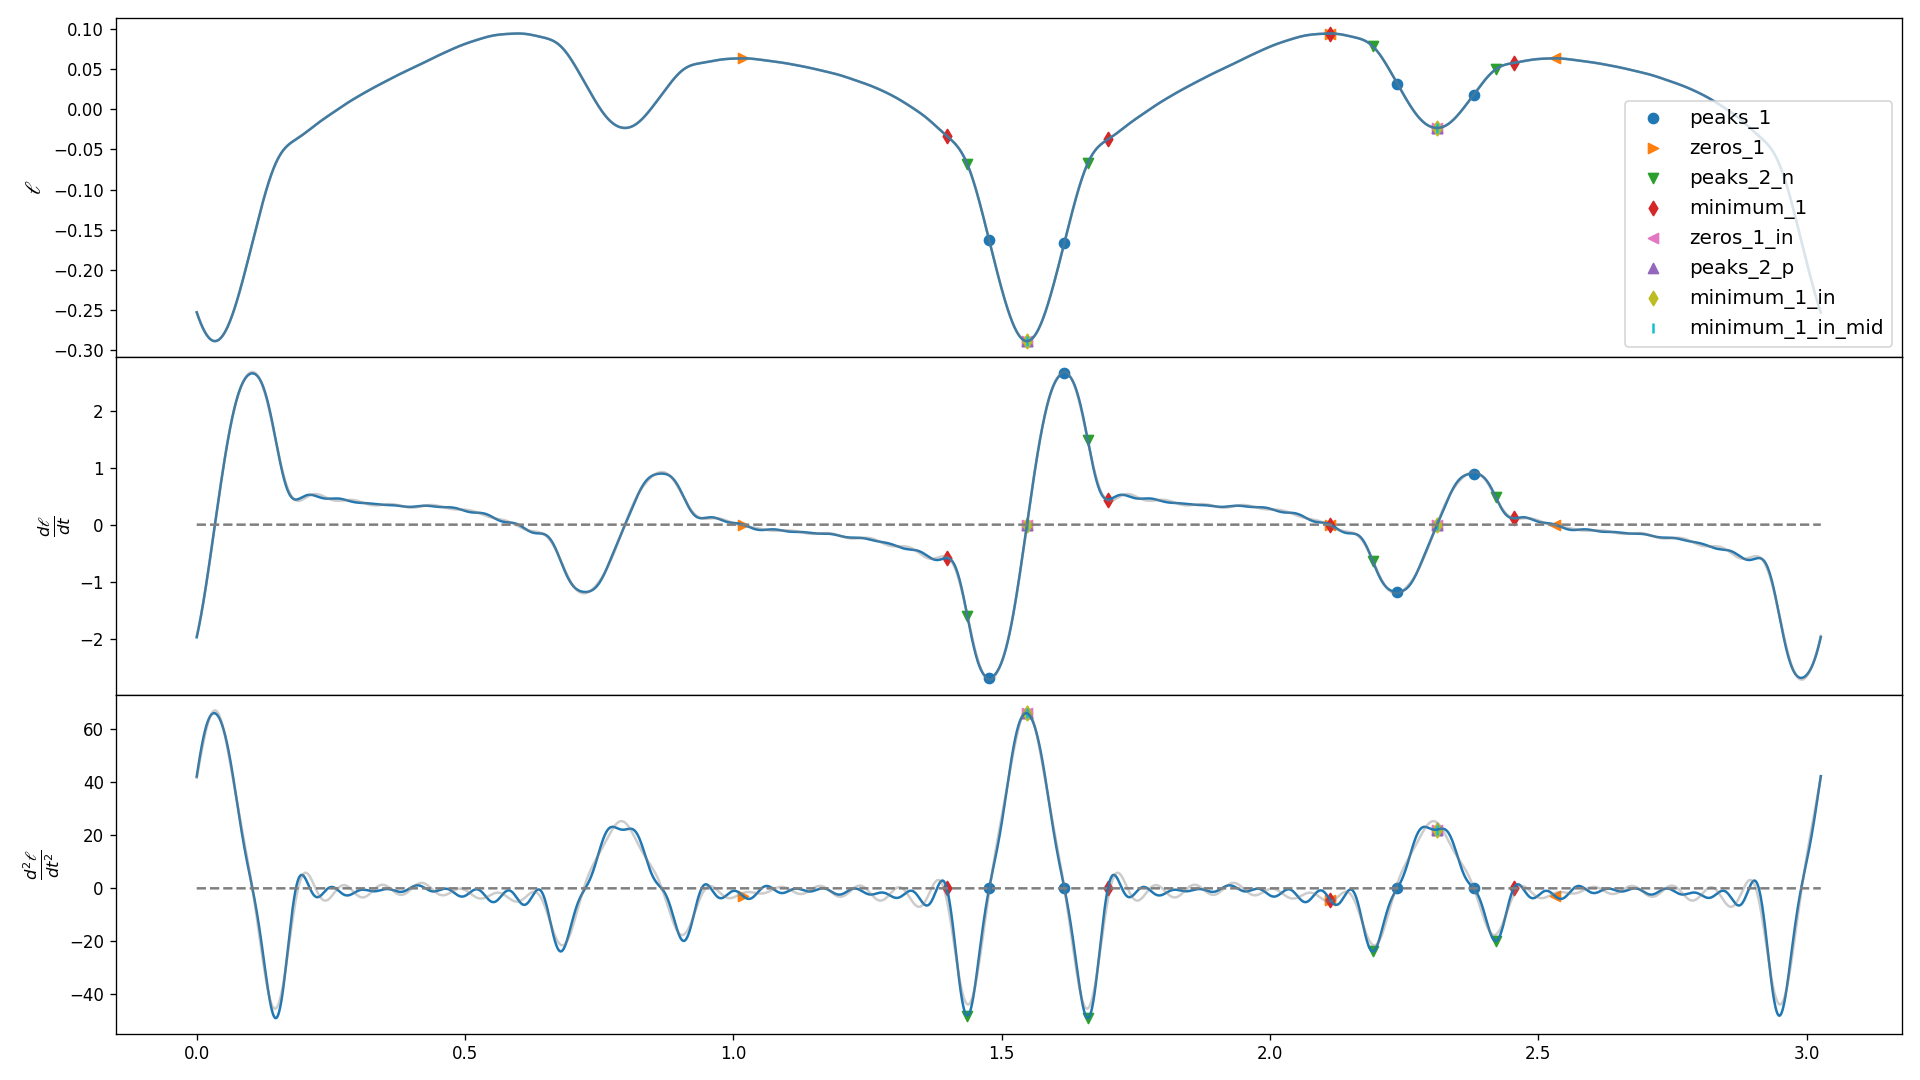 0.10
0.05
0.00
−0.05
−0.10
−0.15
−0.20
−0.25
−0.30
ℓ
peaks_1
zeros_1
peaks_2_n
minimum_1
zeros_1_in
peaks_2_p
minimum_1_in
minimum_1_in_mid
2
1
0
−1
−2
dℓ
dt
60
40
20
0
−20
−40
d²ℓ
dt²
0.0 0.5 1.0 1.5 2.0 2.5 3.0